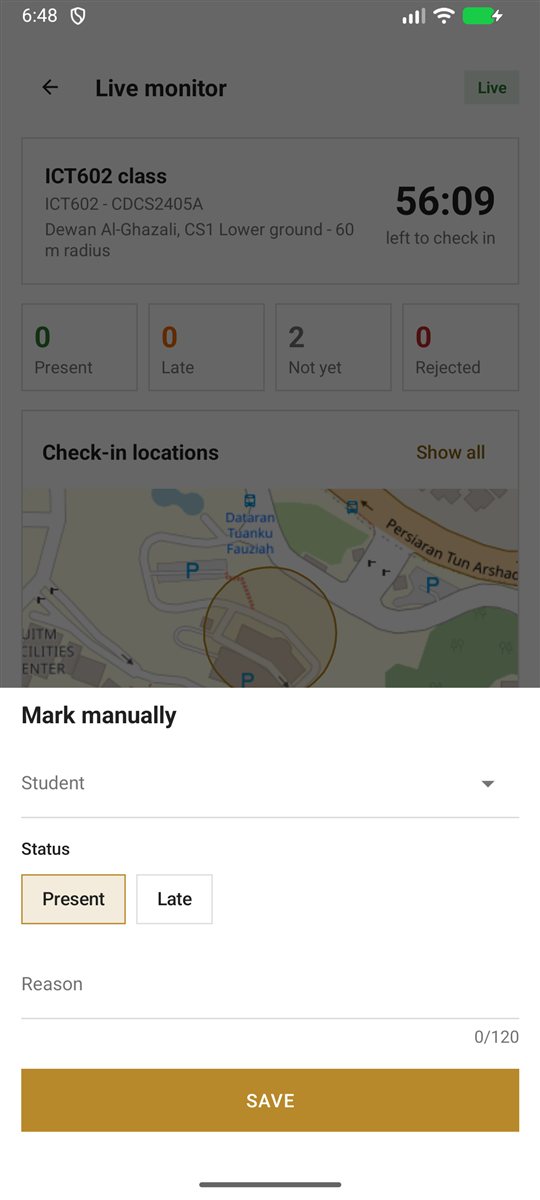 6:48
Live monitor
Live
ICT602 class
ICT602 - CDCS2405A
Dewan Al-Ghazali, CS1 Lower ground - 60
m radius
56:09
left to check in
0
Present
0
Late
2
Not yet
0
Rejected
Check-in locations
Show all
Dataran
Tuanku
Fauziah
Persiaran Tun Arshad
P
P
UITM
CILITIES
ENTER
P
Mark manually
Student
Status
Present
Late
Reason
0/120
SAVE